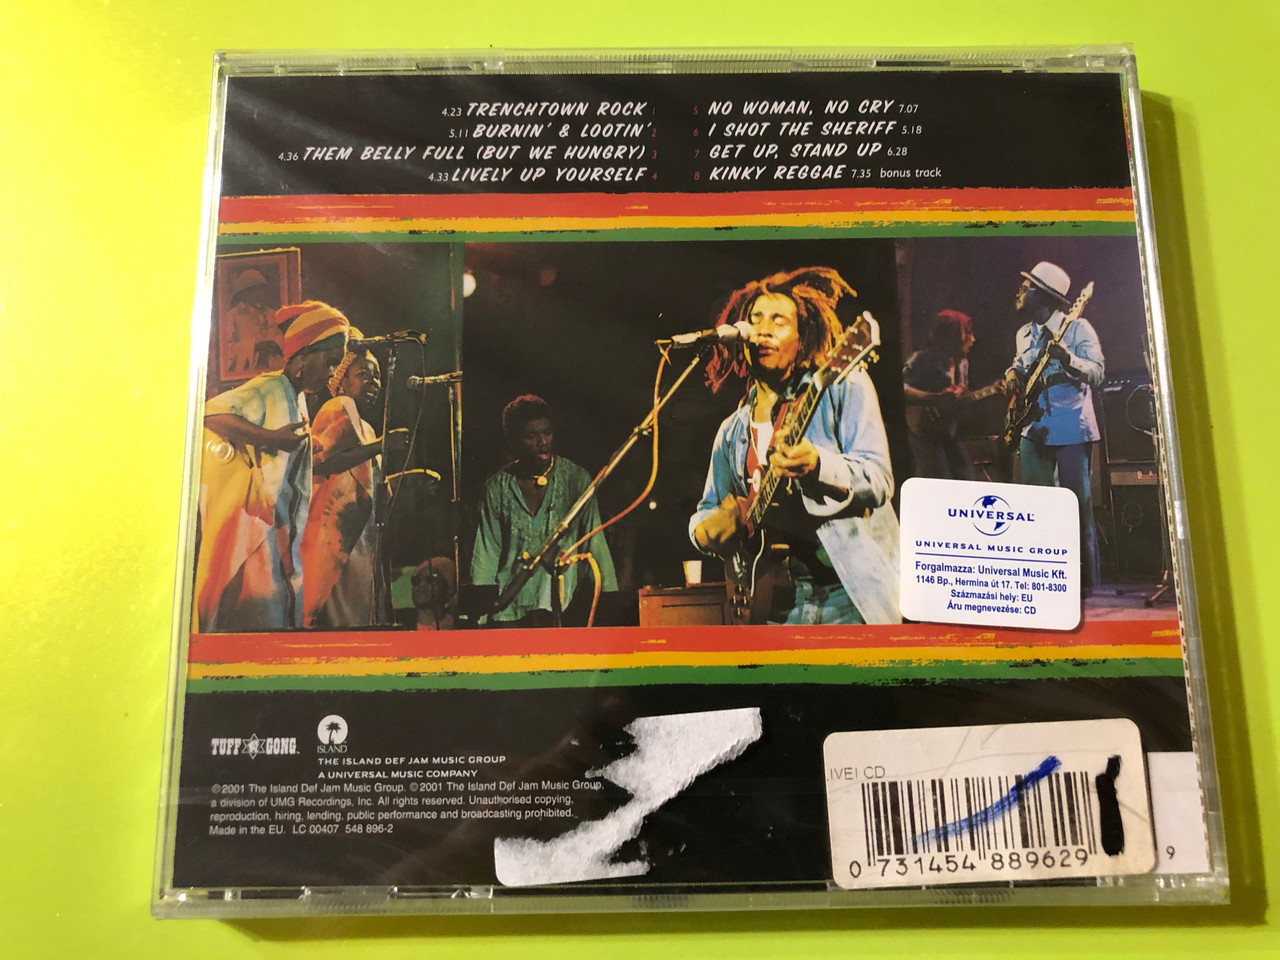 4.23 TRENCHTOWN ROCK 1
5.11 BURNIN' & LOOTIN' 2
4.36 THEM BELLY FULL (BUT WE HUNGRY) 3
4.33 LIVELY UP YOURSELF 4
5 NO WOMAN, NO CRY 7.07
6 I SHOT THE SHERIFF 5.18
7 GET UP, STAND UP 6.28
8 KINKY REGGAE 7.35 bonus track
UNIVERSAL
UNIVERSAL MUSIC GROUP
Forgalmazza: Universal Music Kft.
1146 Bp., Hermina út 17. Tel: 801-8300
Származási hely: EU
Áru megnevezése: CD
TUFF GONG
ISLAND
THE ISLAND DEF JAM MUSIC GROUP
A UNIVERSAL MUSIC COMPANY
℗2001 The Island Def Jam Music Group. ©2001 The Island Def Jam Music Group,
a division of UMG Recordings, Inc. All rights reserved. Unauthorised copying,
reproduction, hiring, lending, public performance and broadcasting prohibited.
Made in the EU. LC 00407 548 896-2
LIVE! CD
0 731454 889629
9